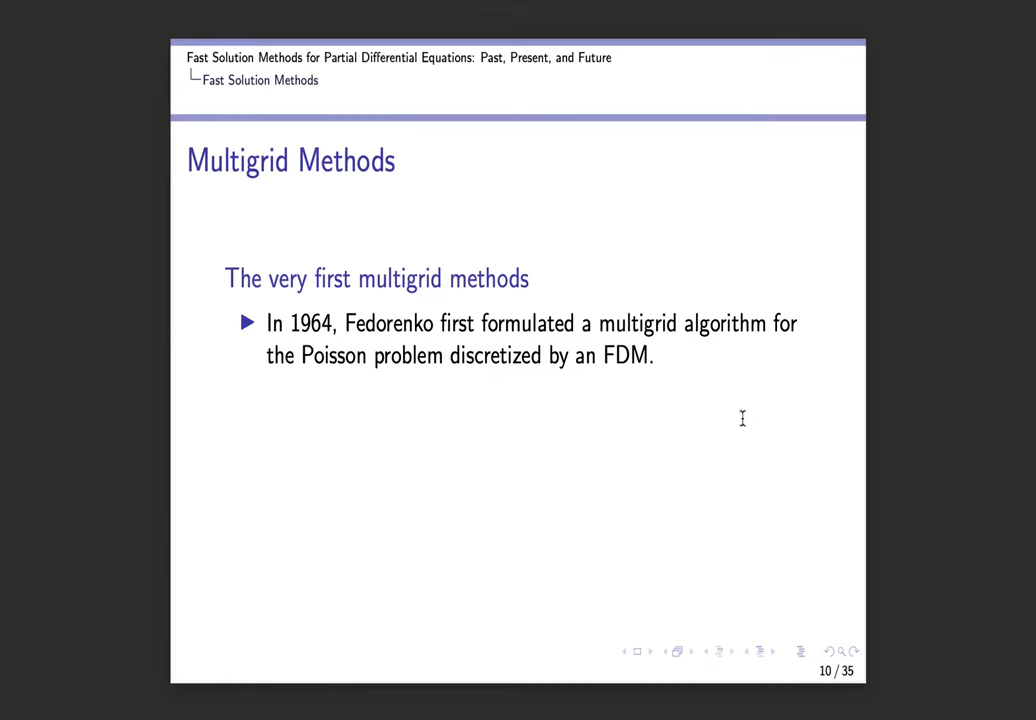 Fast Solution Methods for Partial Differential Equations: Past, Present, and Future
Fast Solution Methods
Multigrid Methods
The very first multigrid methods
In 1964, Fedorenko first formulated a multigrid algorithm for
the Poisson problem discretized by an FDM.
10 / 35